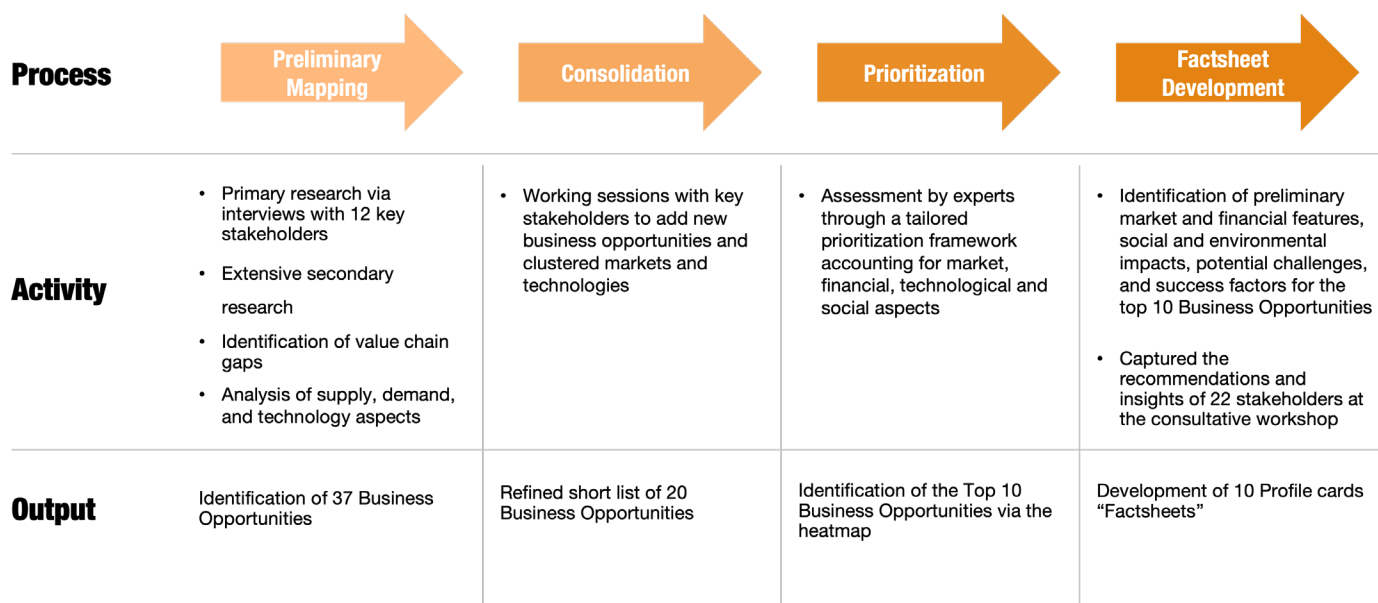 Process
Preliminary
Mapping
Consolidation
Prioritization
Factsheet
Development
Activity
• Primary research via
interviews with 12 key
stakeholders
• Extensive secondary
research
• Identification of value chain
gaps
• Analysis of supply, demand,
and technology aspects
• Working sessions with key
stakeholders to add new
business opportunities and
clustered markets and
technologies
• Assessment by experts
through a tailored
prioritization framework
accounting for market,
financial, technological and
social aspects
• Identification of preliminary
market and financial features,
social and environmental
impacts, potential challenges,
and success factors for the
top 10 Business Opportunities
• Captured the
recommendations and
insights of 22 stakeholders at
the consultative workshop
Output
Identification of 37 Business
Opportunities
Refined short list of 20
Business Opportunities
Identification of the Top 10
Business Opportunities via the
heatmap
Development of 10 Profile cards
“Factsheets”